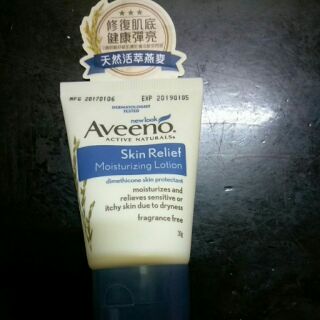 修復肌底
健康彈亮
天然活萃燕麥
MFG 20170106 EXP 20190105
DERMATOLOGIST
TESTED
new look
Aveeno®
ACTIVE NATURALS®
Skin Relief
Moisturizing Lotion
dimethicone skin protectant
moisturizes and
relieves sensitive or
itchy skin due to dryness
fragrance free